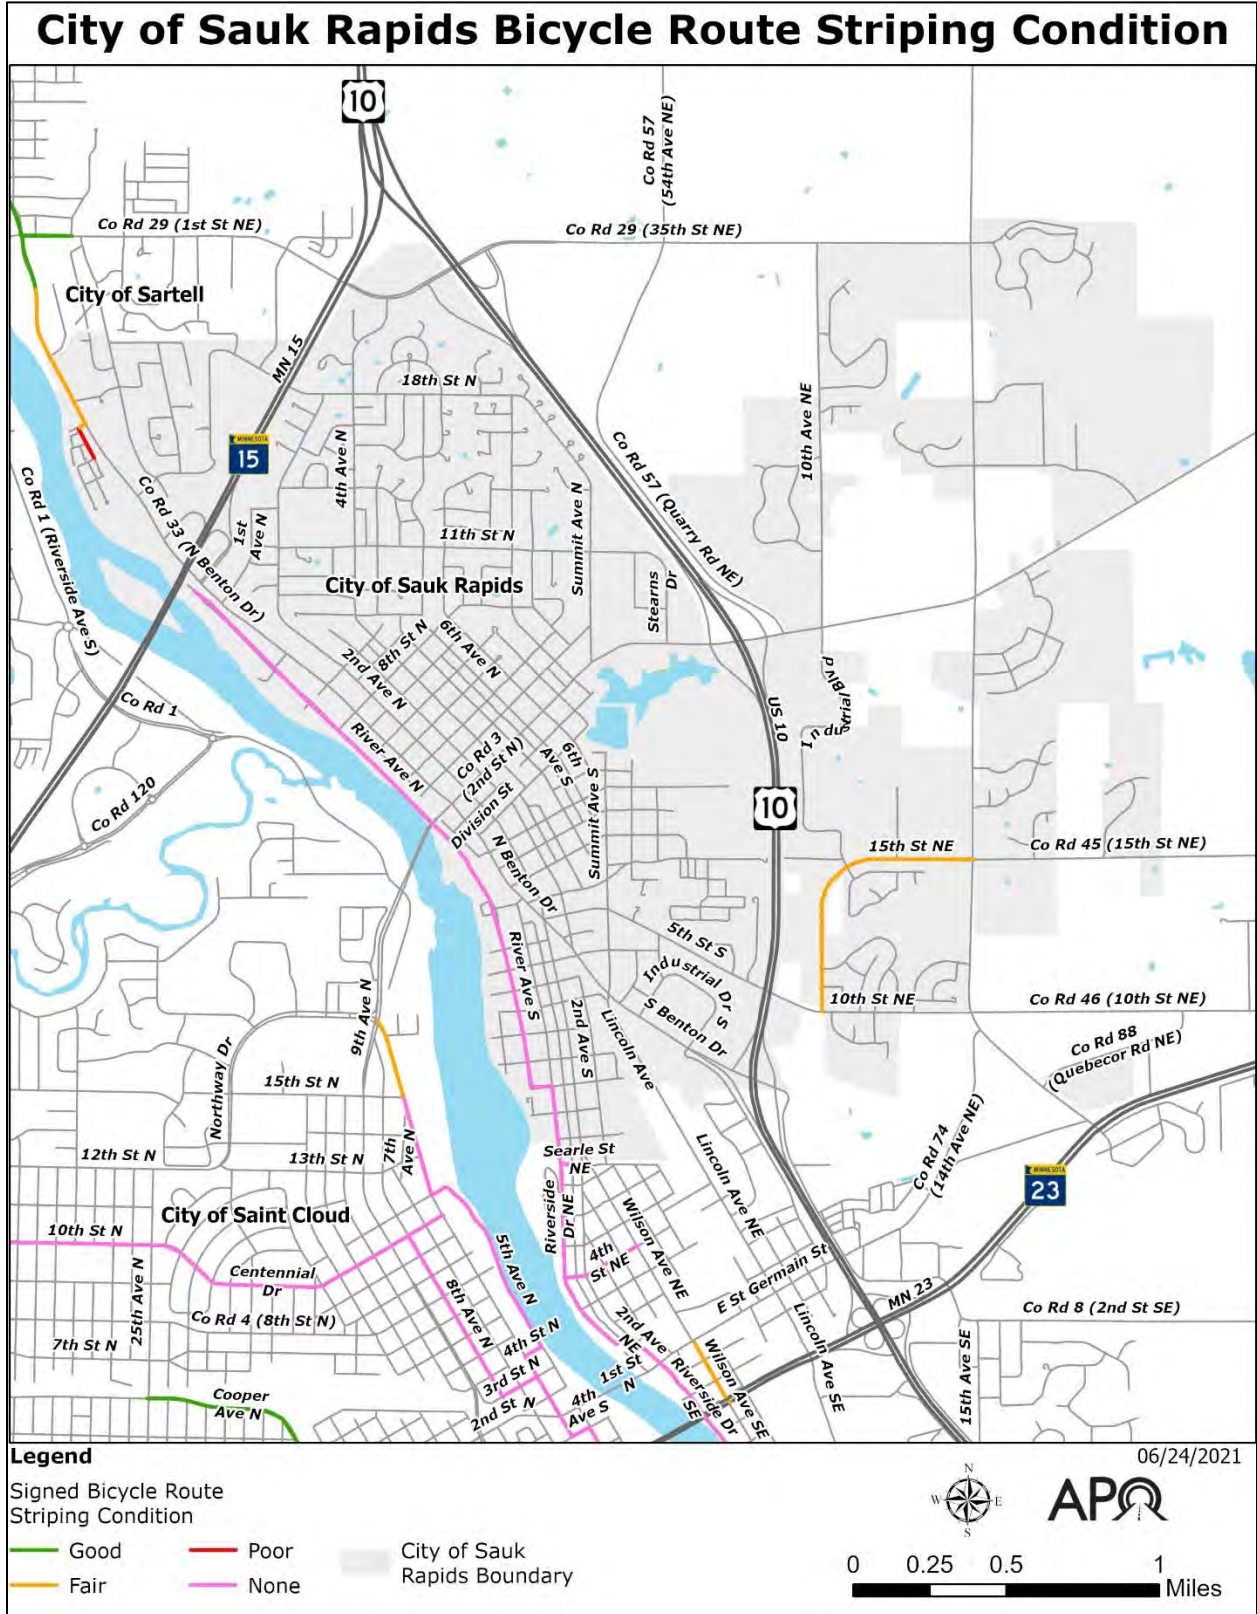 City of Sauk Rapids Bicycle Route Striping Condition
10
Co Rd 57
(54th Ave NE)
Co Rd 29 (1st St NE)
Co Rd 29 (35th St NE)
City of Sartell
MN 15
18th St N
10th Ave NE
MINNESOTA
15
4th Ave N
Co Rd 57 (Quarry Rd NE)
Co Rd 1 (Riverside Ave S)
Co Rd 33 (N Benton Dr)
1st
Ave N
11th St N
Summit Ave N
City of Sauk Rapids
Stearns
Dr
8th St N
6th Ave N
2nd Ave N
Industrial Blvd
Co Rd 1
US 10
River Ave N
Co Rd 3
(2nd St N)
6th
Ave S
Co Rd 120
Division St
Summit Ave S
10
N Benton Dr
15th St NE
Co Rd 45 (15th St NE)
River Ave S
5th St S
Industrial Dr S
10th St NE
Co Rd 46 (10th St NE)
9th Ave N
2nd Ave S
S Benton Dr
Lincoln Ave
Co Rd 88
(Quebecor Rd NE)
Northway Dr
15th St N
7th
Ave N
12th St N
13th St N
Searle St
NE
Lincoln Ave NE
Co Rd 74
(14th Ave NE)
MINNESOTA
23
City of Saint Cloud
Riverside
Dr NE
Wilson Ave NE
10th St N
5th Ave N
4th
St NE
E St Germain St
25th Ave N
Centennial
Dr
8th Ave N
MN 23
Co Rd 4 (8th St N)
Co Rd 8 (2nd St SE)
7th St N
4th St N
2nd Ave
NE
Lincoln Ave SE
15th Ave SE
3rd St N
1st St
N
Wilson Ave SE
Riverside Dr
SE
Cooper
Ave N
2nd St N
4th
Ave S
Legend
06/24/2021
Signed Bicycle Route
Striping Condition
Good
Poor
Fair
None
City of Sauk
Rapids Boundary
N
W
E
S
APO
0 0.25 0.5 1
Miles